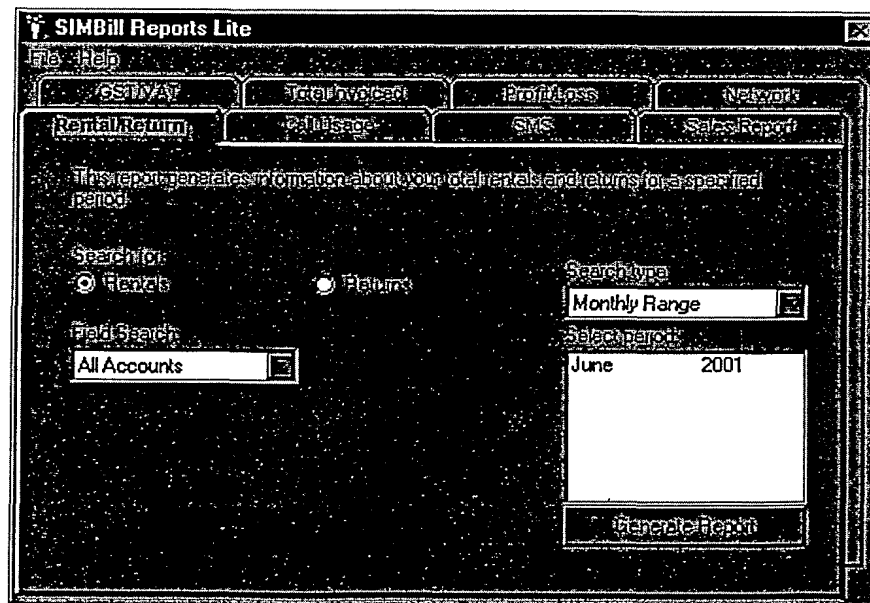 SIMBill Reports Lite
File Help
GST/VAT Total Invoiced Profit/Loss Network
Rental/Return Call Usage SMS Sales Report
This report generates information about your total rentals and returns for a specified
period
Search for:
Rentals Returns
Search type:
Monthly Range
Field Search:
Select period:
All Accounts
June 2001
Generate Report